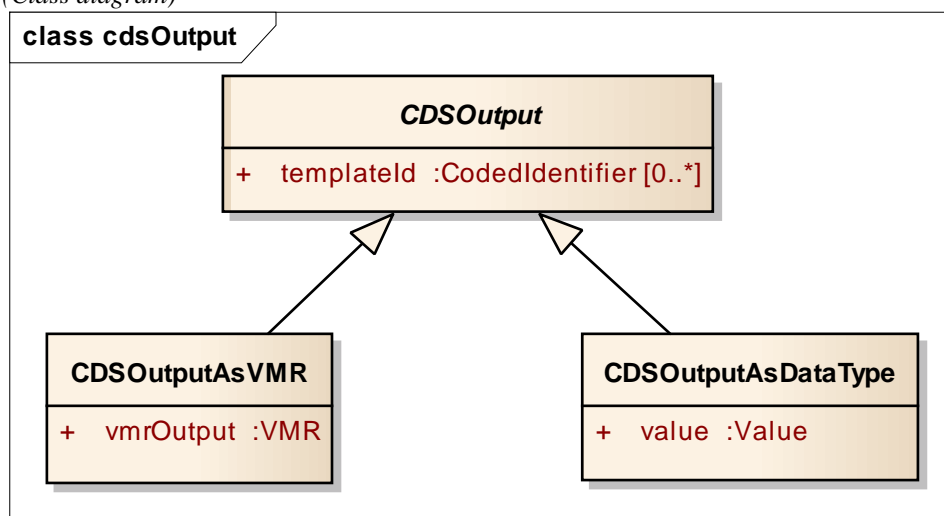 (Class diagram)
class cdsOutput
CDSOutput
+ templateId :CodedIdentifier [0..*]
CDSOutputAsVMR
+ vmrOutput :VMR
CDSOutputAsDataType
+ value :Value